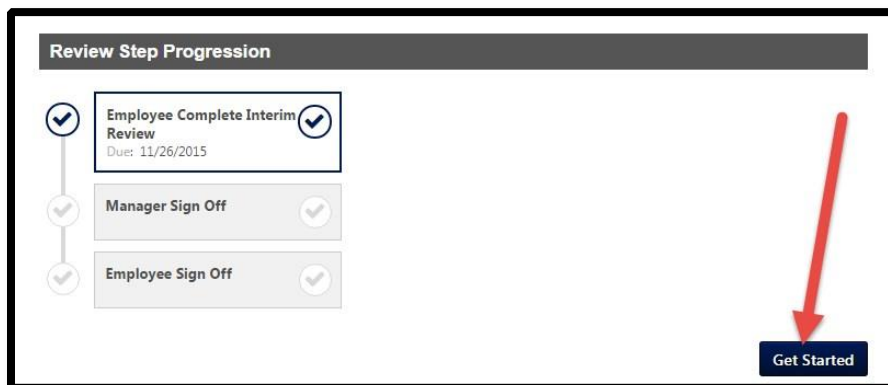 Review Step Progression
Employee Complete Interim
Review
Due: 11/26/2015
Manager Sign Off
Employee Sign Off
Get Started